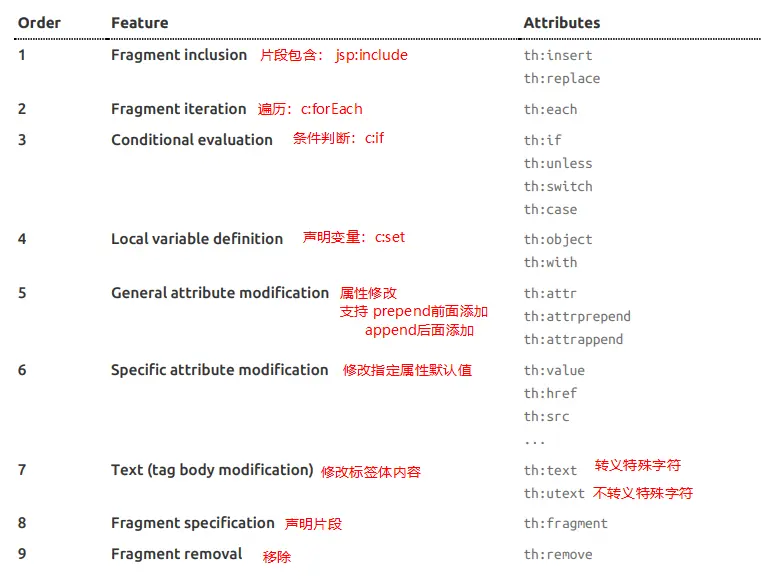 Order Feature Attributes
1 Fragment inclusion 片段包含： jsp:include th:insert
th:replace
2 Fragment iteration 遍历：c:forEach th:each
3 Conditional evaluation 条件判断：c:if th:if
th:unless
th:switch
th:case
4 Local variable definition 声明变量：c:set th:object
th:with
5 General attribute modification 属性修改 th:attr
支持 prepend前面添加 th:attrprepend
append后面添加 th:attrappend
6 Specific attribute modification 修改指定属性默认值 th:value
th:href
th:src
...
7 Text (tag body modification) 修改标签体内容 th:text 转义特殊字符
th:utext 不转义特殊字符
8 Fragment specification 声明片段 th:fragment
9 Fragment removal 移除 th:remove